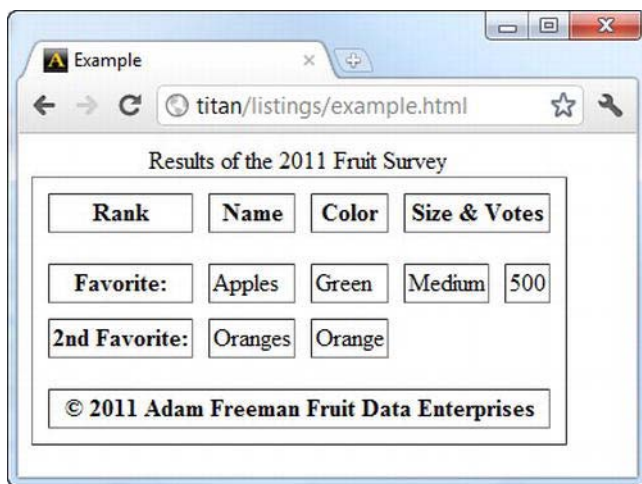 Example
titan/listings/example.html
Results of the 2011 Fruit Survey
Rank Name Color Size & Votes
Favorite: Apples Green Medium 500
2nd Favorite: Oranges Orange
© 2011 Adam Freeman Fruit Data Enterprises